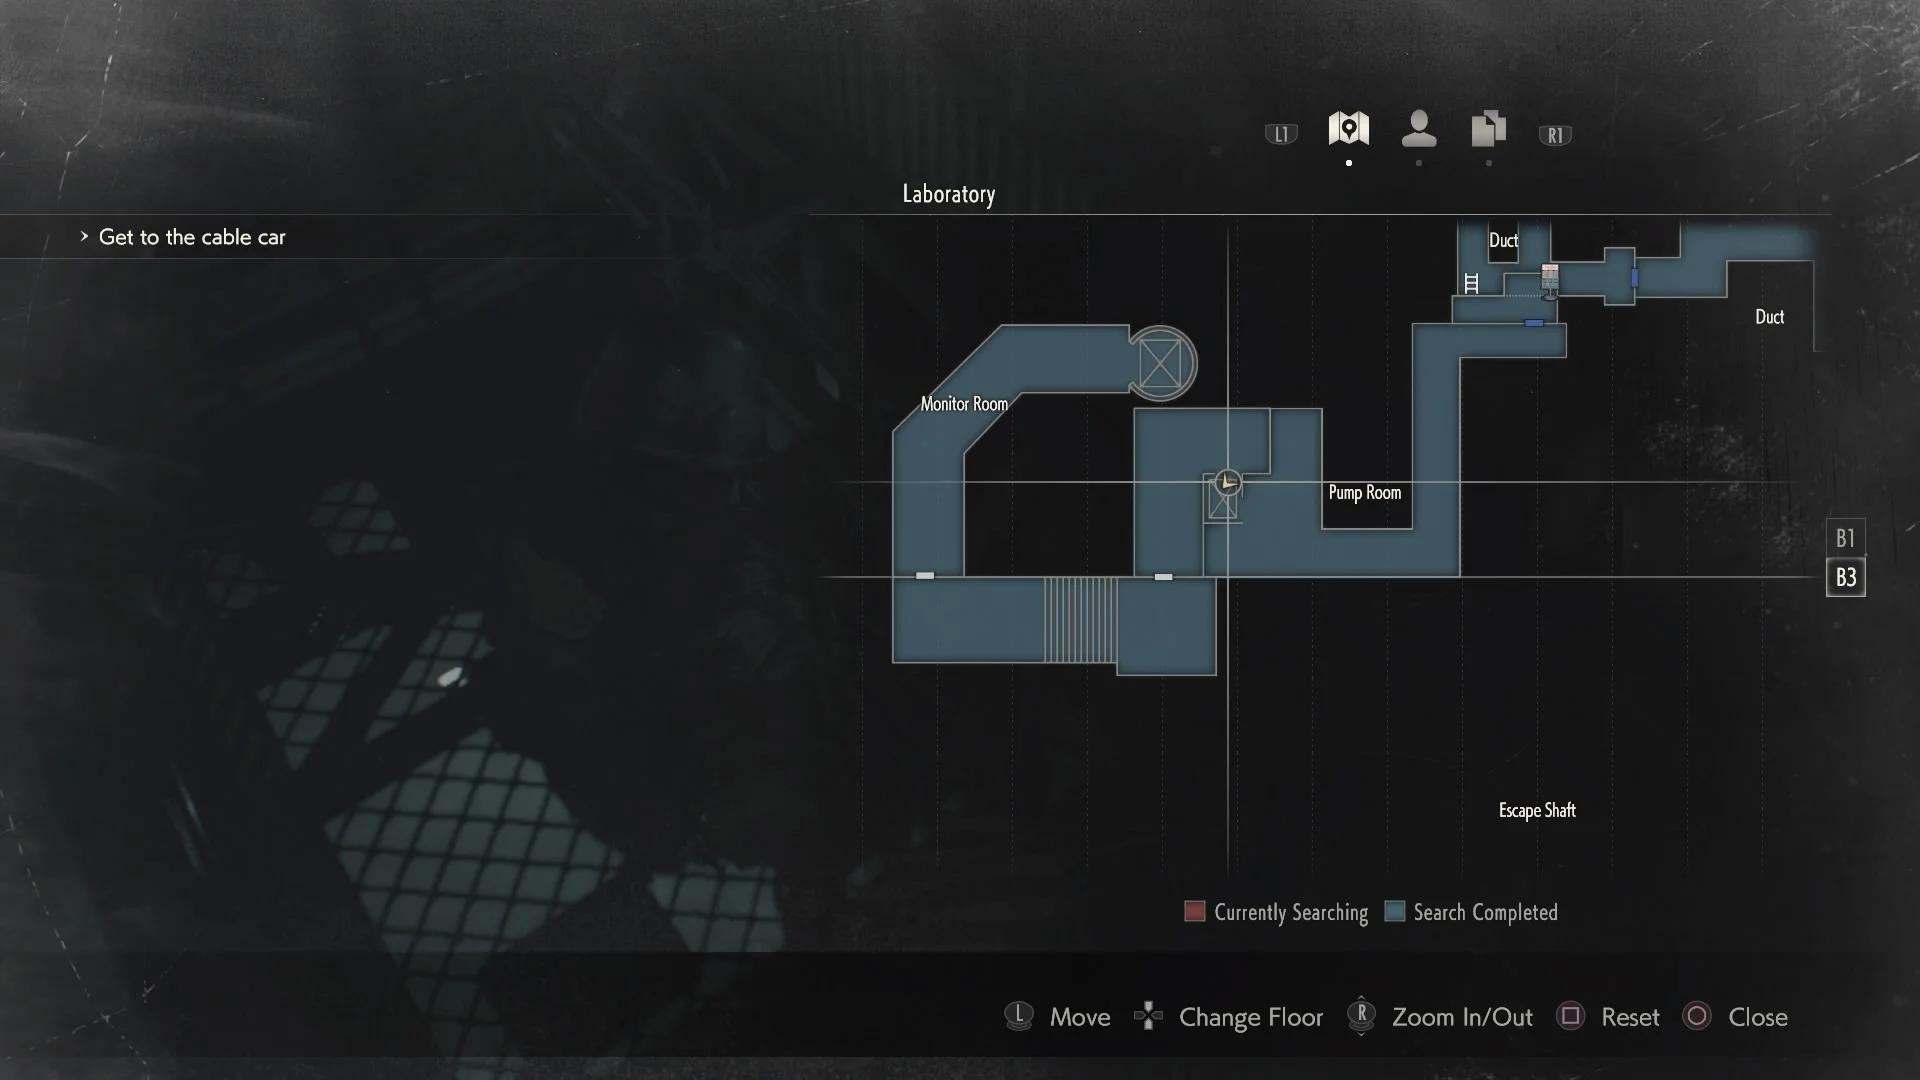 L1
R1
Laboratory
> Get to the cable car
Duct
Duct
Monitor Room
Pump Room
B1
B3
Escape Shaft
Currently Searching
Search Completed
L Move
Change Floor
R Zoom In/Out
Reset
Close